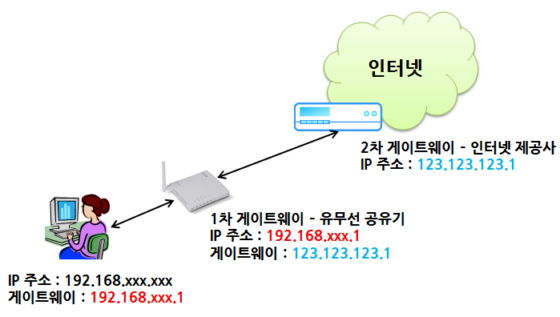 인터넷
2차 게이트웨이 - 인터넷 제공사
IP 주소 : 123.123.123.1
1차 게이트웨이 - 유무선 공유기
IP 주소 : 192.168.xxx.1
게이트웨이 : 123.123.123.1
IP 주소 : 192.168.xxx.xxx
게이트웨이 : 192.168.xxx.1